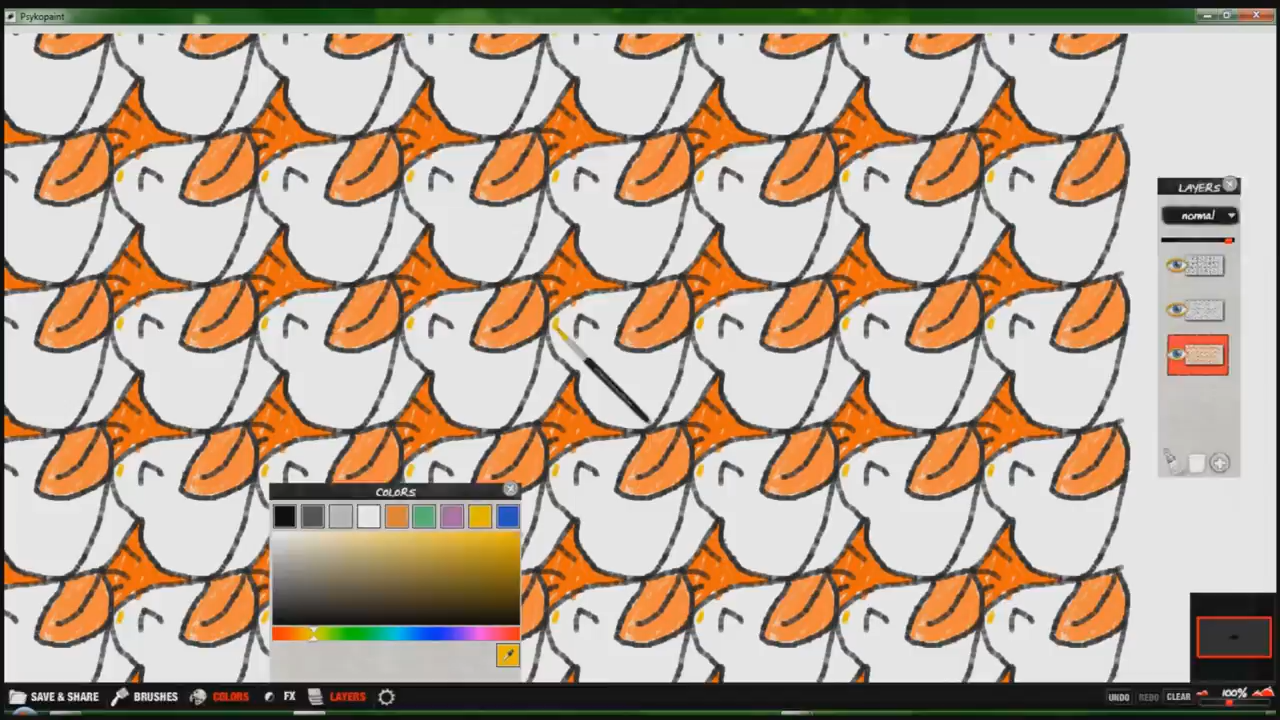 Psykopaint
LAYERS
normal
COLORS
SAVE & SHARE
BRUSHES
COLORS
FX
LAYERS
UNDO
REDO
CLEAR
100%